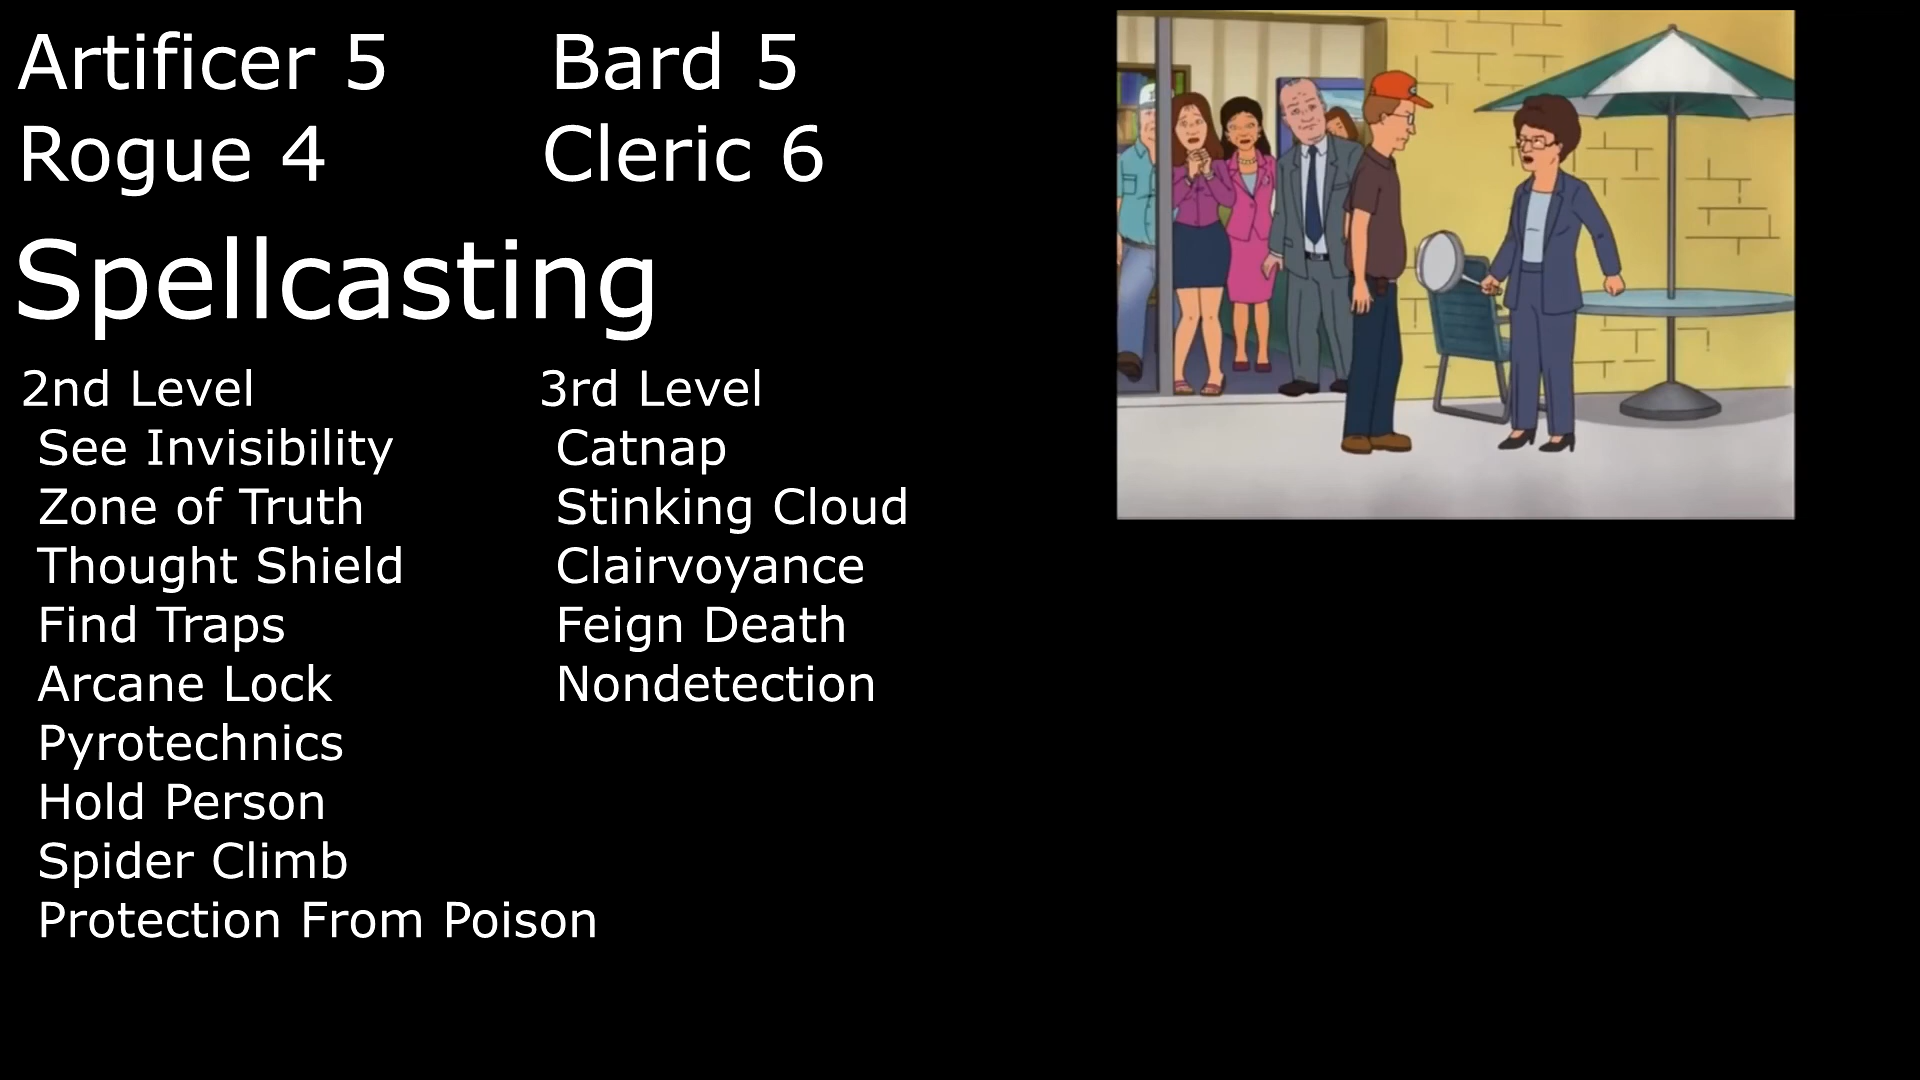 Artificer 5
Bard 5
Rogue 4
Cleric 6
Spellcasting
2nd Level
See Invisibility
Zone of Truth
Thought Shield
Find Traps
Arcane Lock
Pyrotechnics
Hold Person
Spider Climb
Protection From Poison
3rd Level
Catnap
Stinking Cloud
Clairvoyance
Feign Death
Nondetection